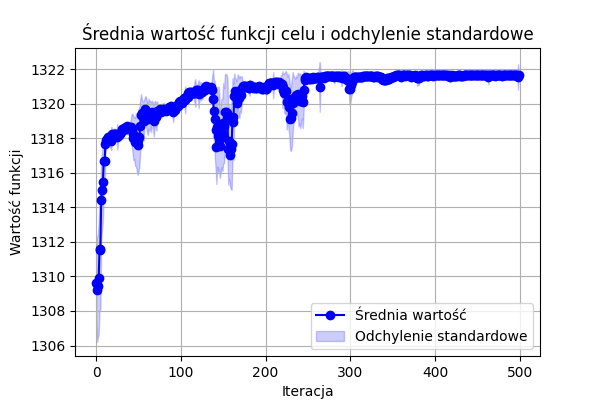 Średnia wartość funkcji celu i odchylenie standardowe
Wartość funkcji
1322
1320
1318
1316
1314
1312
1310
1308
1306
Średnia wartość
Odchylenie standardowe
0 100 200 300 400 500
Iteracja